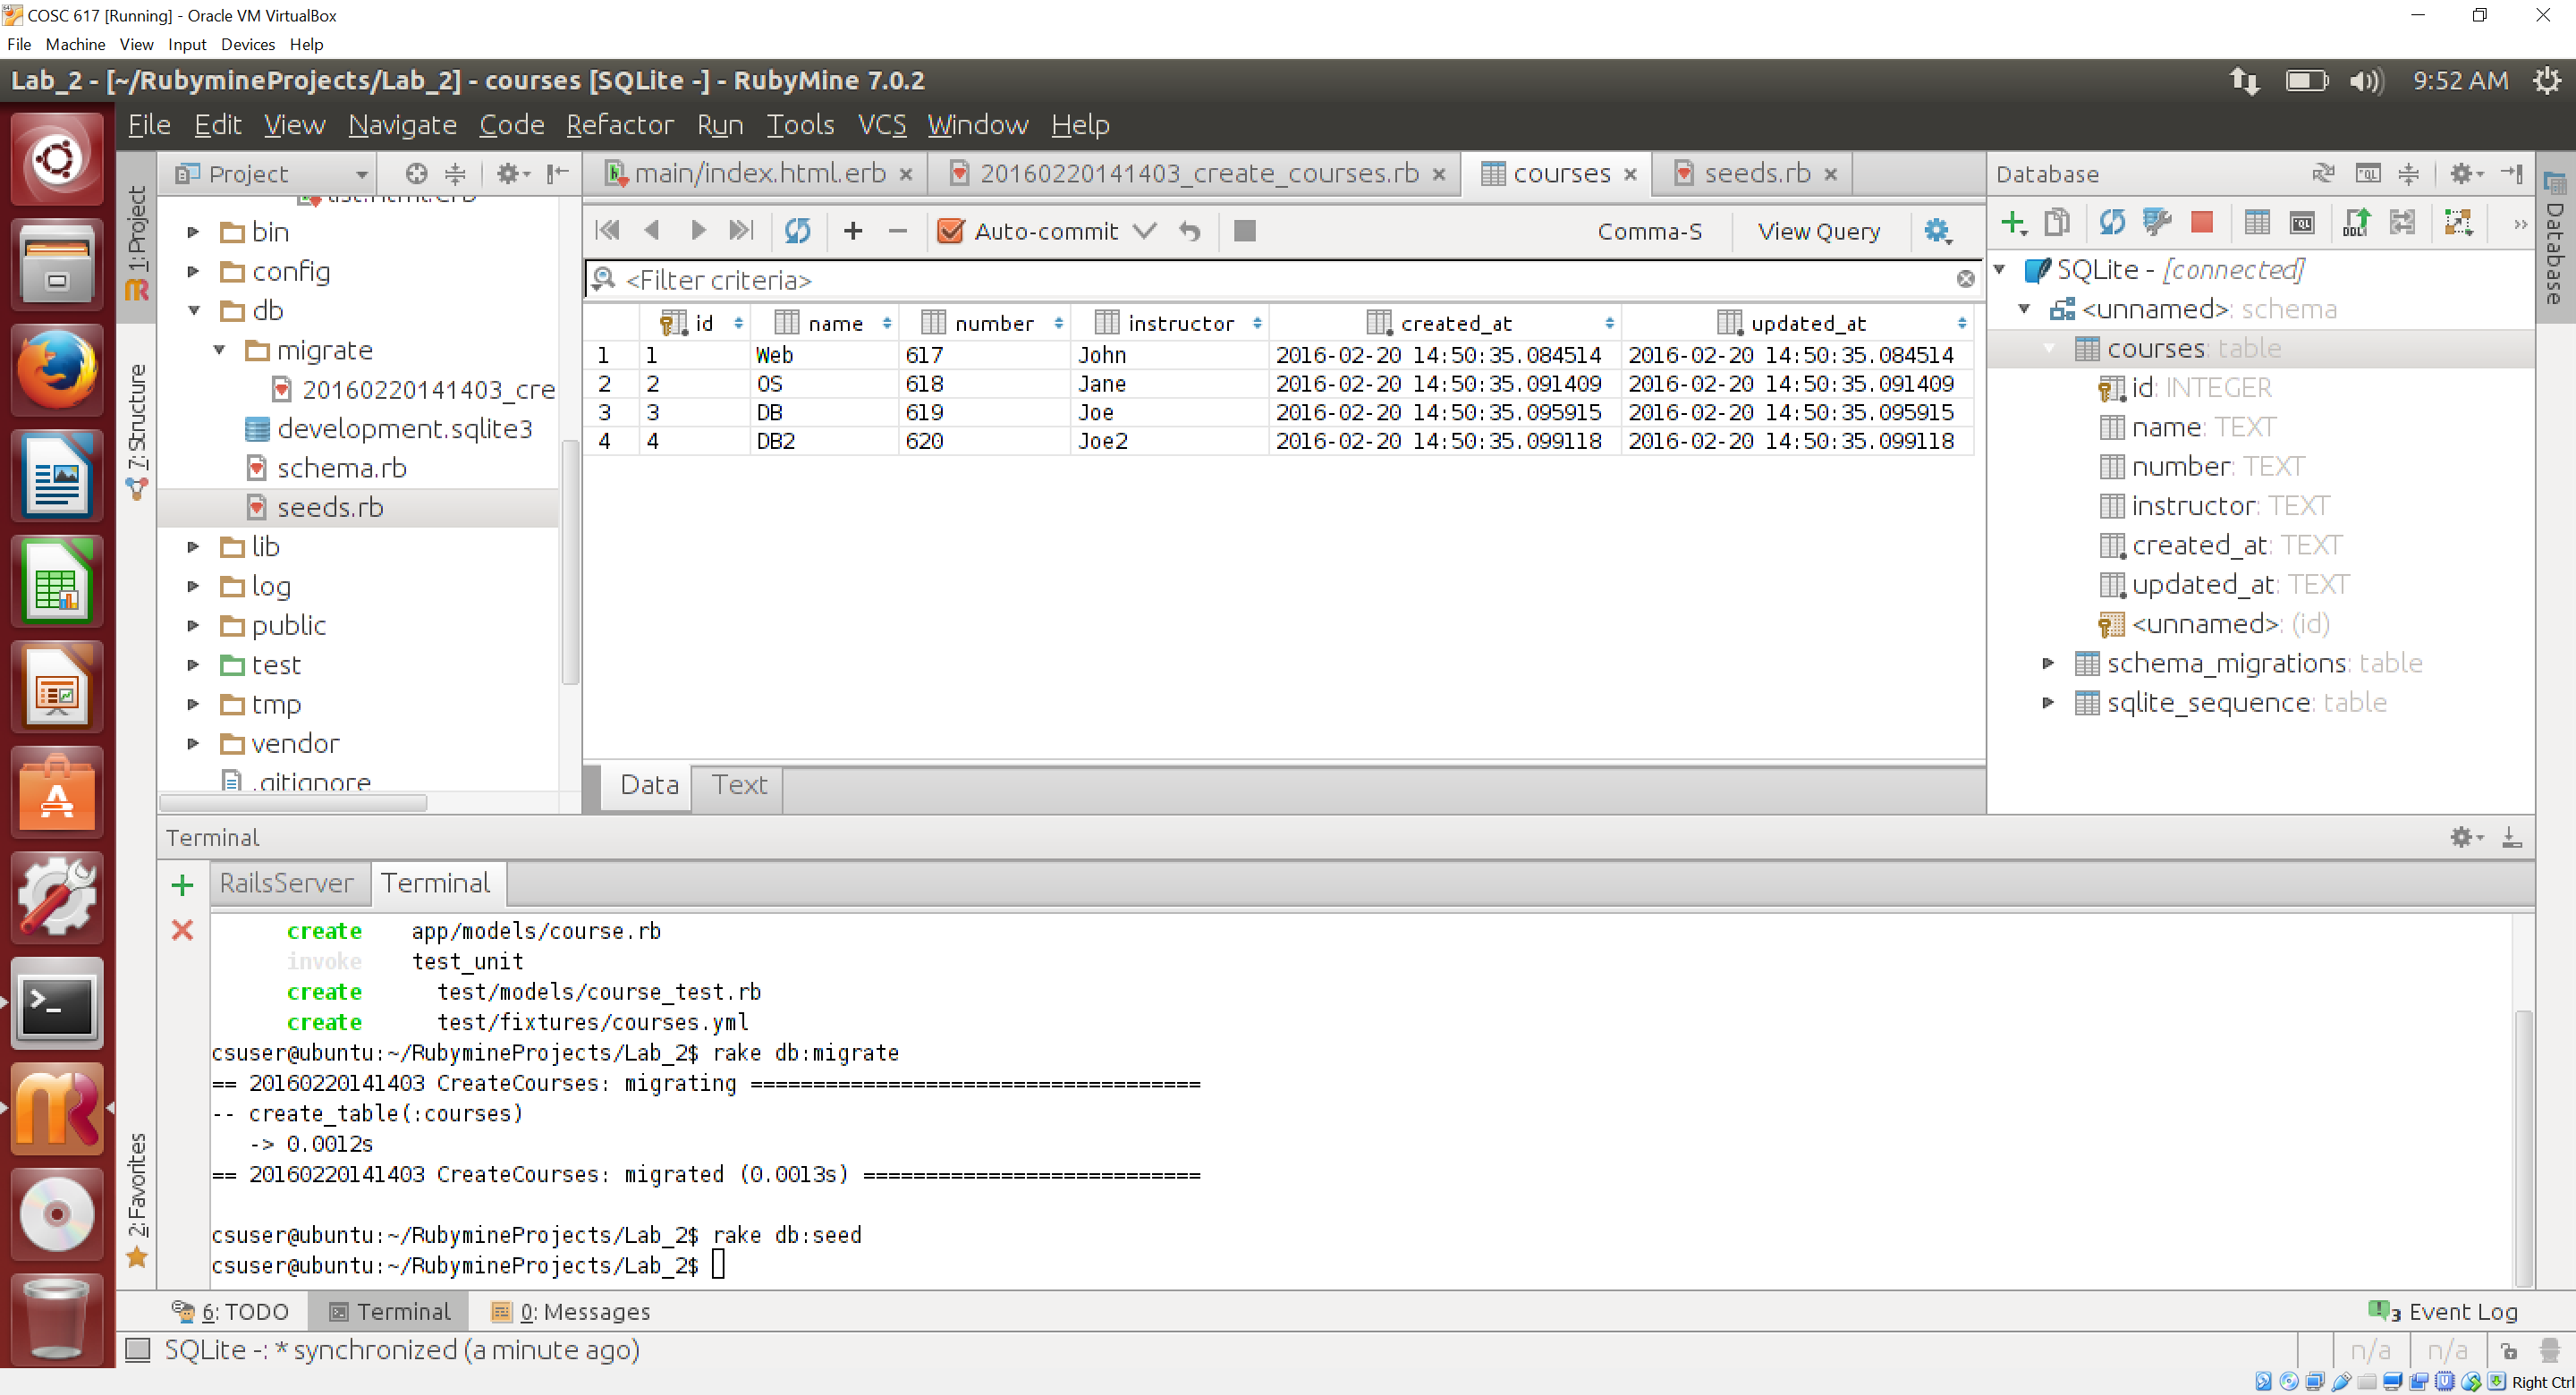 COSC 617 [Running] - Oracle VM VirtualBox
File Machine View Input Devices Help
Lab_2 - [~/RubymineProjects/Lab_2] - courses [SQLite -] - RubyMine 7.0.2
9:52 AM
File Edit View Navigate Code Refactor Run Tools VCS Window Help
1: Project
7: Structure
2: Favorites
Project
bin
config
db
migrate
20160220141403_cre
development.sqlite3
schema.rb
seeds.rb
lib
log
public
test
tmp
vendor
.gitignore
main/index.html.erb 20160220141403_create_courses.rb courses seeds.rb
Auto-commit Comma-S View Query
<Filter criteria>
id name number instructor created_at updated_at
1 1 Web 617 John 2016-02-20 14:50:35.084514 2016-02-20 14:50:35.084514
2 2 OS 618 Jane 2016-02-20 14:50:35.091409 2016-02-20 14:50:35.091409
3 3 DB 619 Joe 2016-02-20 14:50:35.095915 2016-02-20 14:50:35.095915
4 4 DB2 620 Joe2 2016-02-20 14:50:35.099118 2016-02-20 14:50:35.099118
Data Text
Database
Database
SQLite - [connected]
<unnamed>: schema
courses: table
id: INTEGER
name: TEXT
number: TEXT
instructor: TEXT
created_at: TEXT
updated_at: TEXT
<unnamed>: (id)
schema_migrations: table
sqlite_sequence: table
Terminal
RailsServer Terminal
create app/models/course.rb
invoke test_unit
create test/models/course_test.rb
create test/fixtures/courses.yml
csuser@ubuntu:~/RubymineProjects/Lab_2$ rake db:migrate
== 20160220141403 CreateCourses: migrating ====================================
-- create_table(:courses)
-> 0.0012s
== 20160220141403 CreateCourses: migrated (0.0013s) ===========================
csuser@ubuntu:~/RubymineProjects/Lab_2$ rake db:seed
csuser@ubuntu:~/RubymineProjects/Lab_2$
6: TODO Terminal 0: Messages 3 Event Log
SQLite -: * synchronized (a minute ago) n/a n/a
Right Ctrl